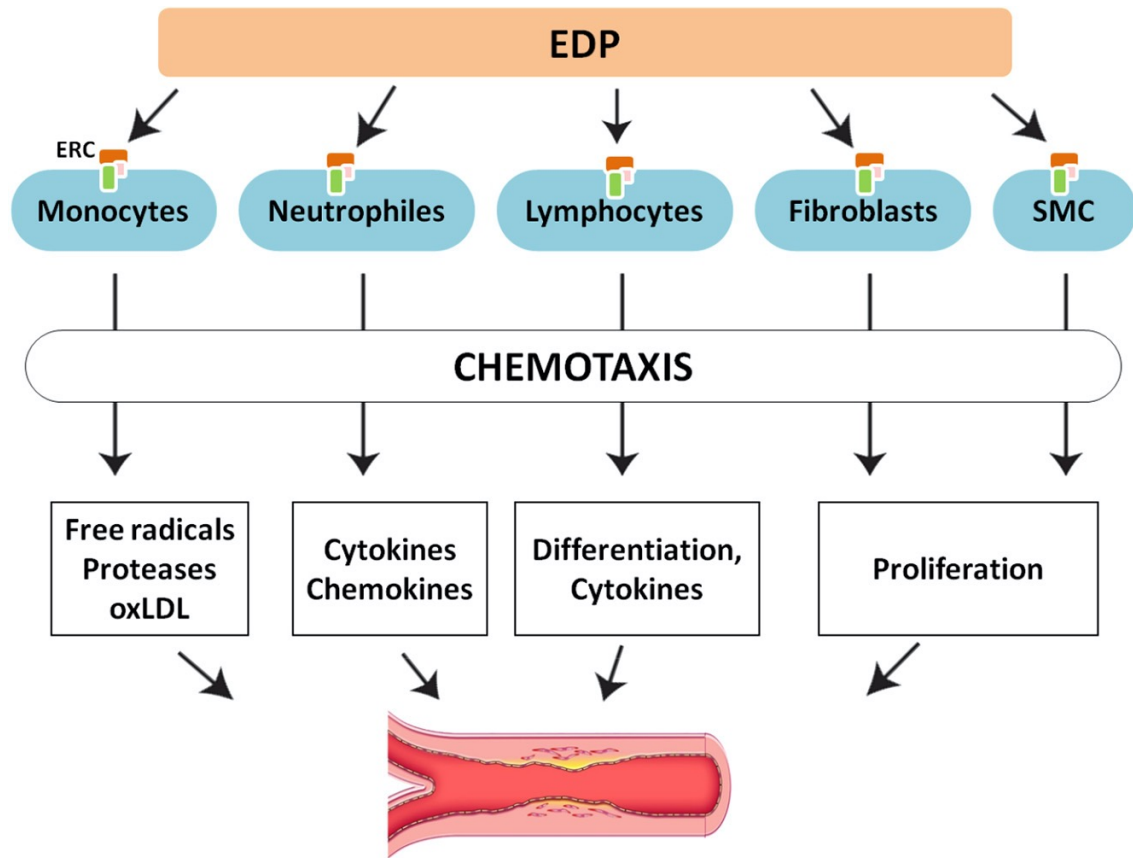 EDP
ERC
Monocytes
Neutrophiles
Lymphocytes
Fibroblasts
SMC
CHEMOTAXIS
Free radicals
Proteases
oxLDL
Cytokines
Chemokines
Differentiation,
Cytokines
Proliferation